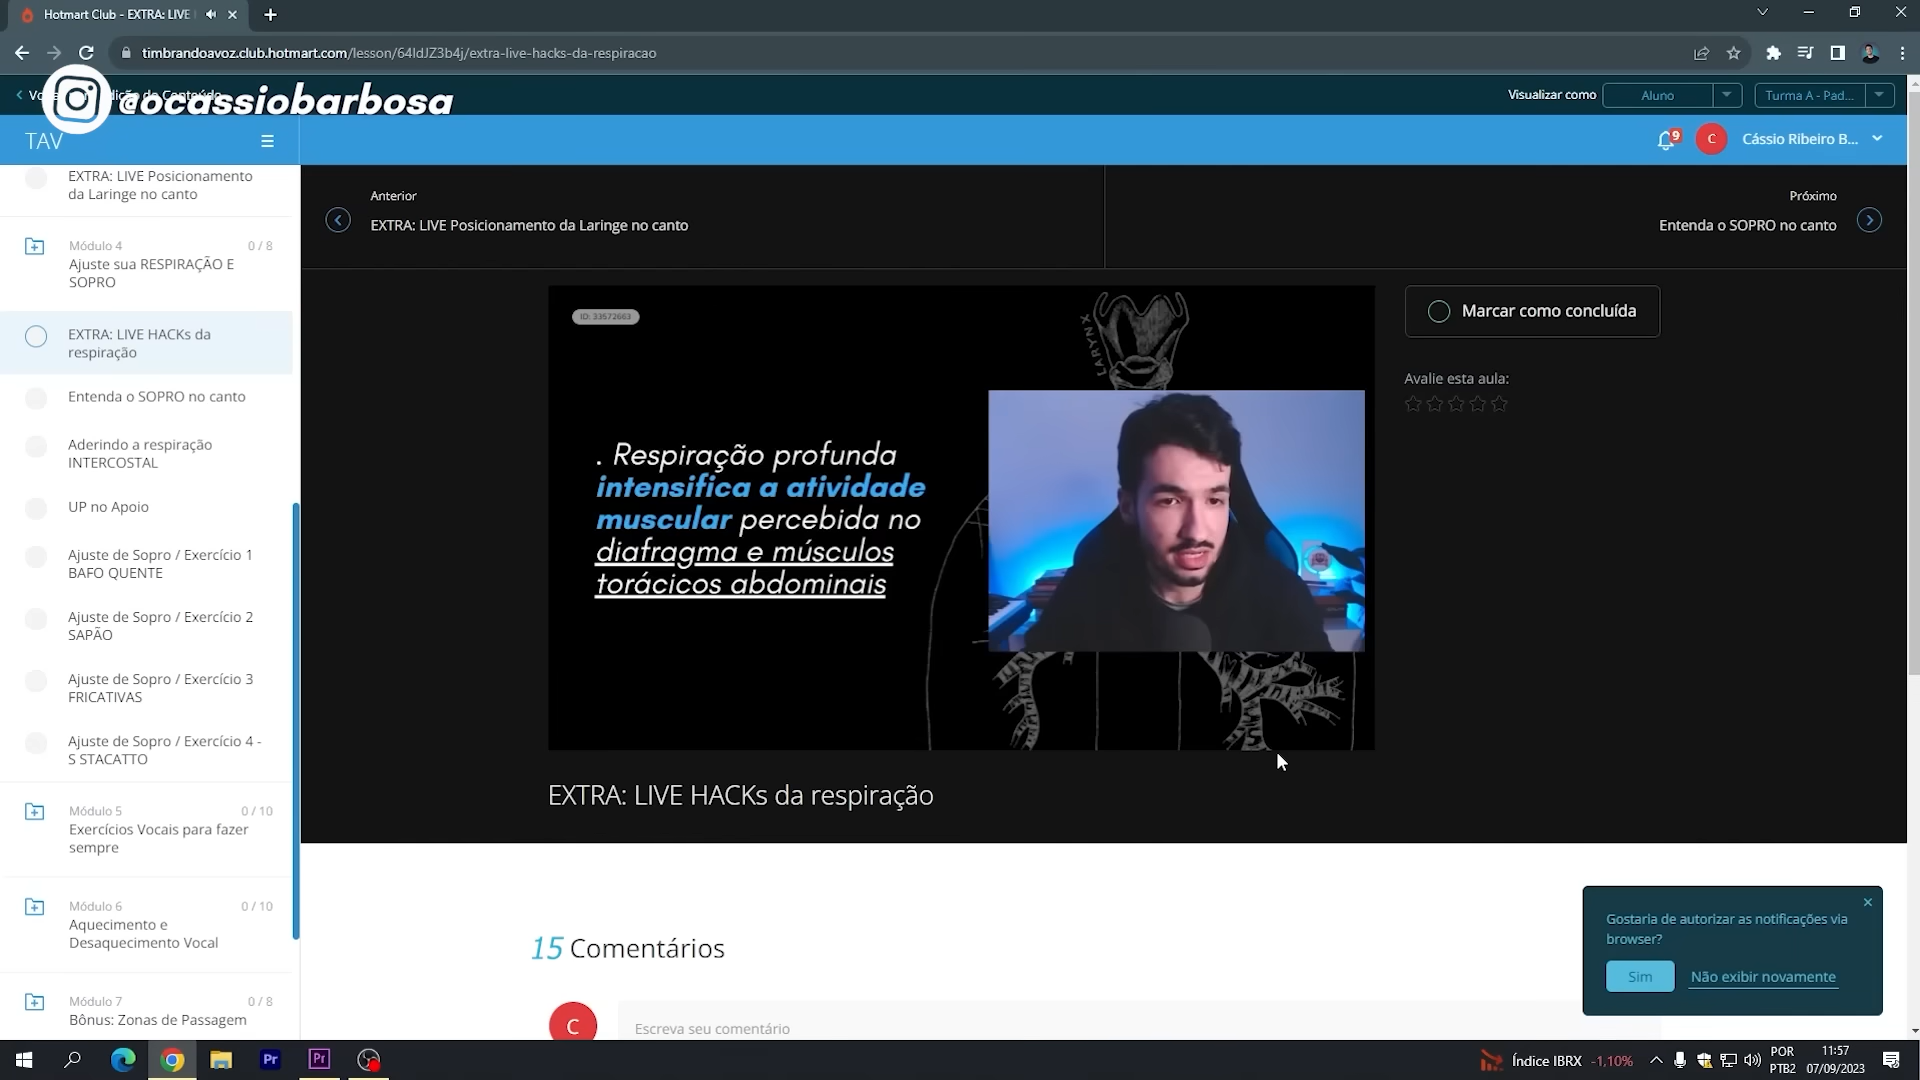 Hotmart Club - EXTRA: LIVE
timbrandoavoz.club.hotmart.com/lesson/64ldJZ3b4j/extra-live-hacks-da-respiracao
@ocassiobarbosa
Visualizar como
Aluno
Turma A - Pad...
TAV
9
C
Cássio Ribeiro B...
EXTRA: LIVE Posicionamento
da Laringe no canto
Módulo 4
0 / 8
Ajuste sua RESPIRAÇÃO E
SOPRO
EXTRA: LIVE HACKs da
respiração
Entenda o SOPRO no canto
Aderindo a respiração
INTERCOSTAL
UP no Apoio
Ajuste de Sopro / Exercício 1
BAFO QUENTE
Ajuste de Sopro / Exercício 2
SAPÃO
Ajuste de Sopro / Exercício 3
FRICATIVAS
Ajuste de Sopro / Exercício 4 -
S STACATTO
Módulo 5
0 / 10
Exercícios Vocais para fazer
sempre
Módulo 6
0 / 10
Aquecimento e
Desaquecimento Vocal
Módulo 7
0 / 8
Bônus: Zonas de Passagem
Anterior
EXTRA: LIVE Posicionamento da Laringe no canto
Próximo
Entenda o SOPRO no canto
ID: 33572663
LARYNX
. Respiração profunda
intensifica a atividade
muscular percebida no
diafragma e músculos
torácicos abdominais
Marcar como concluída
Avalie esta aula:
EXTRA: LIVE HACKs da respiração
15 Comentários
C
Escreva seu comentário
Gostaria de autorizar as notificações via
browser?
Sim
Não exibir novamente
Pr
Pr
Índice IBRX -1,10%
POR
PTB2
11:57
07/09/2023